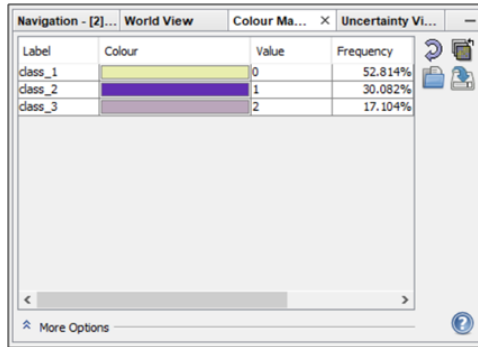 Navigation - [2]... World View Colour Ma... × Uncertainty Vi...
Label Colour Value Frequency
class_1 0 52.814%
class_2 1 30.082%
class_3 2 17.104%
More Options